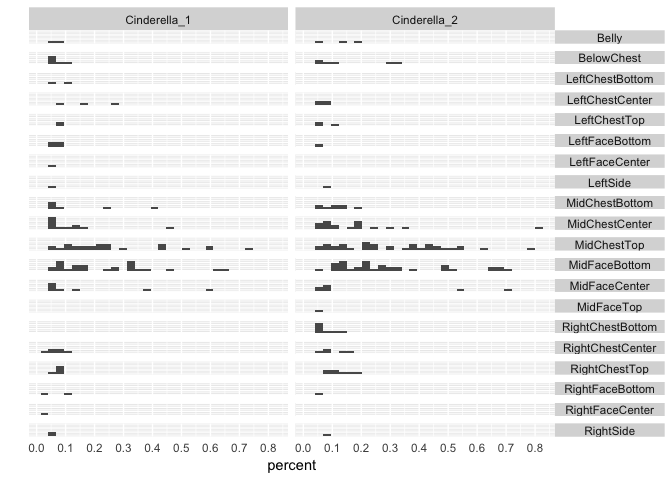 Cinderella_1 Cinderella_2
Belly
BelowChest
LeftChestBottom
LeftChestCenter
LeftChestTop
LeftFaceBottom
LeftFaceCenter
LeftSide
MidChestBottom
MidChestCenter
MidChestTop
MidFaceBottom
MidFaceCenter
MidFaceTop
RightChestBottom
RightChestCenter
RightChestTop
RightFaceBottom
RightFaceCenter
RightSide
0.0 0.1 0.2 0.3 0.4 0.5 0.6 0.7 0.8 0.0 0.1 0.2 0.3 0.4 0.5 0.6 0.7 0.8
percent